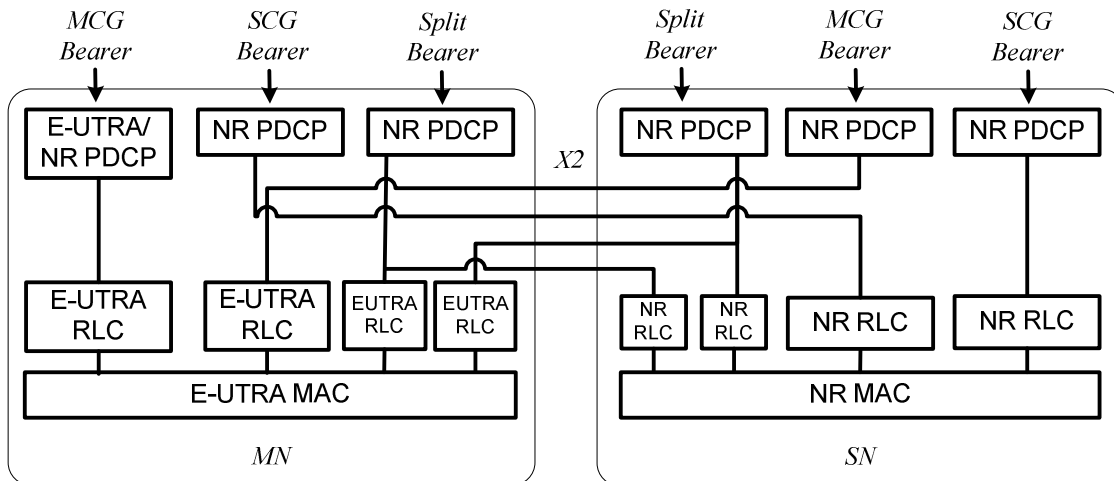 MCG
Bearer
SCG
Bearer
Split
Bearer
Split
Bearer
MCG
Bearer
SCG
Bearer
E-UTRA/
NR PDCP
NR PDCP
NR PDCP
X2
NR PDCP
NR PDCP
NR PDCP
E-UTRA
RLC
E-UTRA
RLC
EUTRA
RLC
EUTRA
RLC
NR
RLC
NR
RLC
NR RLC
NR RLC
E-UTRA MAC
NR MAC
MN
SN